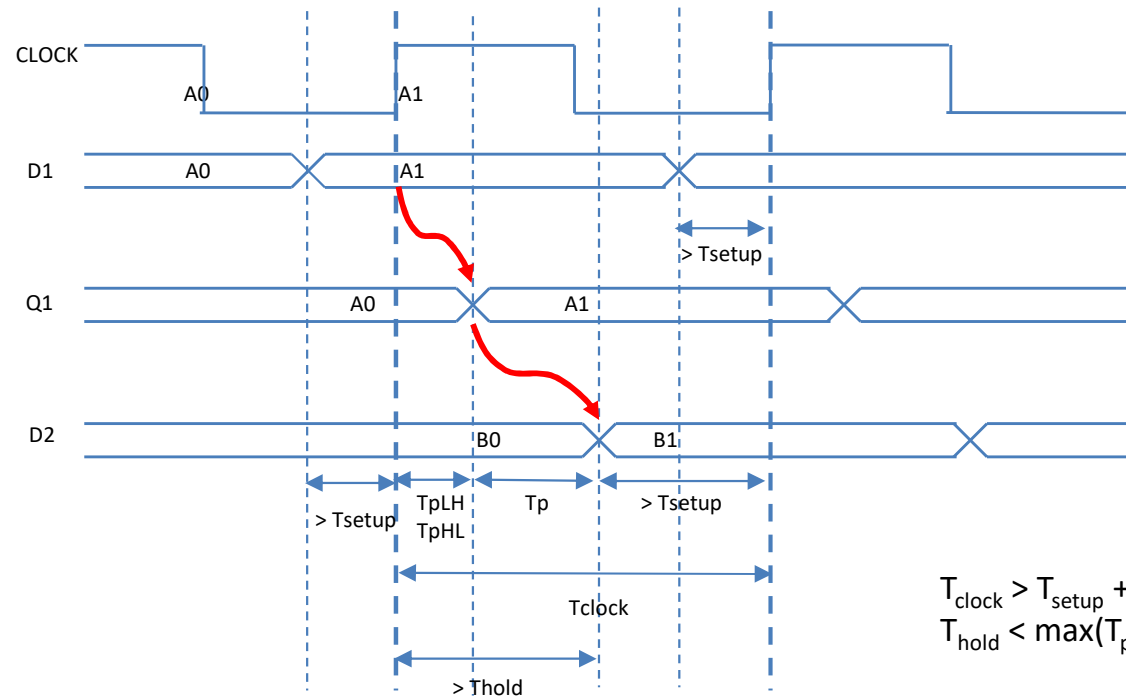 CLOCK
A0 A1
D1 A0 A1
> Tsetup
Q1 A0 A1
D2 B0 B1
> Tsetup TpLH Tp > Tsetup
TpHL
Tclock
T_clock > T_setup +
T_hold < max(T_p
> Thold